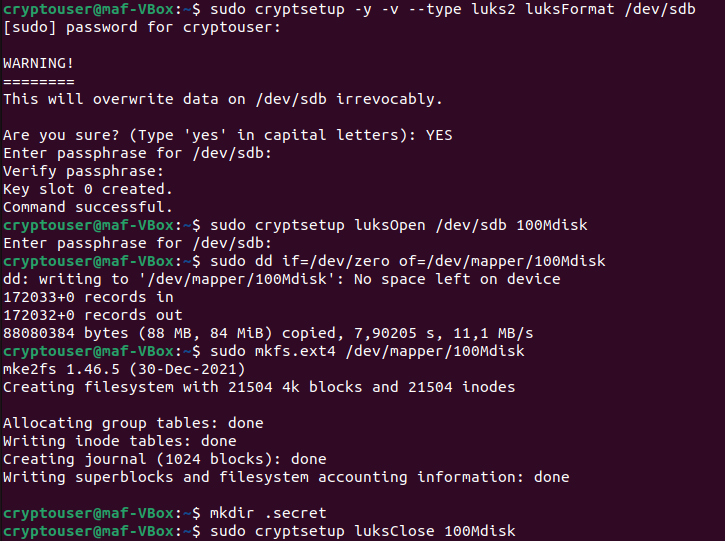 cryptouser@maf-VBox:~$ sudo cryptsetup -y -v --type luks2 luksFormat /dev/sdb
[sudo] password for cryptouser:
WARNING!
========
This will overwrite data on /dev/sdb irrevocably.
Are you sure? (Type 'yes' in capital letters): YES
Enter passphrase for /dev/sdb:
Verify passphrase:
Key slot 0 created.
Command successful.
cryptouser@maf-VBox:~$ sudo cryptsetup luksOpen /dev/sdb 100Mdisk
Enter passphrase for /dev/sdb:
cryptouser@maf-VBox:~$ sudo dd if=/dev/zero of=/dev/mapper/100Mdisk
dd: writing to '/dev/mapper/100Mdisk': No space left on device
172033+0 records in
172032+0 records out
88080384 bytes (88 MB, 84 MiB) copied, 7,90205 s, 11,1 MB/s
cryptouser@maf-VBox:~$ sudo mkfs.ext4 /dev/mapper/100Mdisk
mke2fs 1.46.5 (30-Dec-2021)
Creating filesystem with 21504 4k blocks and 21504 inodes
Allocating group tables: done
Writing inode tables: done
Creating journal (1024 blocks): done
Writing superblocks and filesystem accounting information: done
cryptouser@maf-VBox:~$ mkdir .secret
cryptouser@maf-VBox:~$ sudo cryptsetup luksClose 100Mdisk